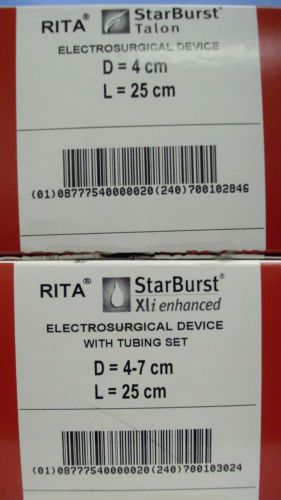 RITA® StarBurst®
Talon
ELECTROSURGICAL DEVICE
D = 4 cm
L = 25 cm
(01)08777540000020(240)700102846
RITA® StarBurst®
Xli enhanced
ELECTROSURGICAL DEVICE
WITH TUBING SET
D = 4-7 cm
L = 25 cm
(01)08777540000020(240)700103024